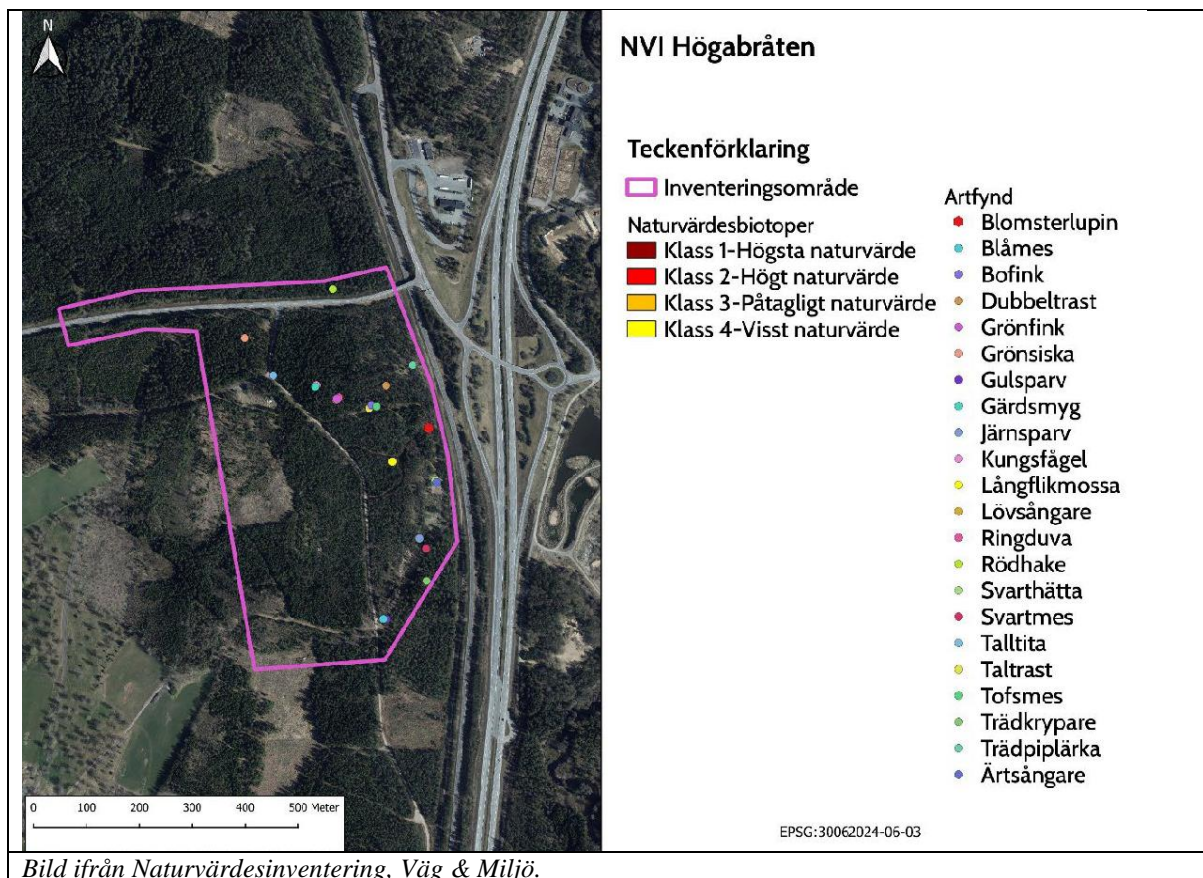 N
NVI Högabråten
Teckenförklaring
Inventeringsområde
Naturvärdesbiotoper
Klass 1-Högsta naturvärde
Klass 2-Högt naturvärde
Klass 3-Påtagligt naturvärde
Klass 4-Visst naturvärde
Artfynd
Blomsterlupin
Blåmes
Bofink
Dubbeltrast
Grönfink
Grönsiska
Gulsparv
Gärdsmyg
Järnsparv
Kungsfågel
Långflikmossa
Lövsångare
Ringduva
Rödhake
Svarthätta
Svartmes
Talltita
Taltrast
Tofsmes
Trädkrypare
Trädpiplärka
Ärtsångare
0 100 200 300 400 500 Meter
EPSG:30062024-06-03
Bild ifrån Naturvärdesinventering, Väg & Miljö.